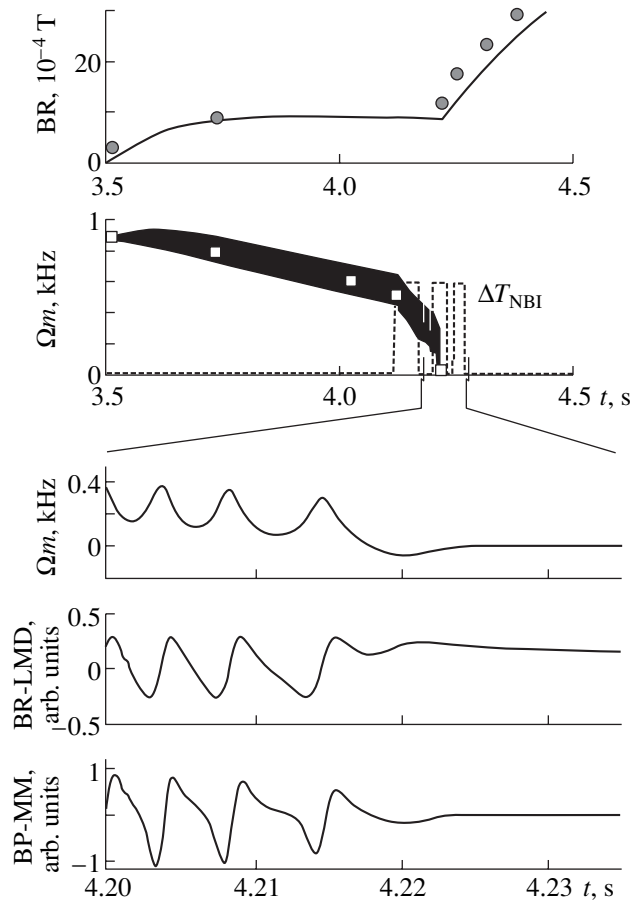 BR, 10⁻⁴ T
20
0
3.5 4.0 4.5
Ωm, kHz
1
0
ΔT_NBI
3.5 4.0 4.5 t, s
Ωm, kHz
0.4
0
BR-LMD,
arb. units
0.5
0
−0.5
BP-MM,
arb. units
1
−1
4.20 4.21 4.22 4.23 t, s